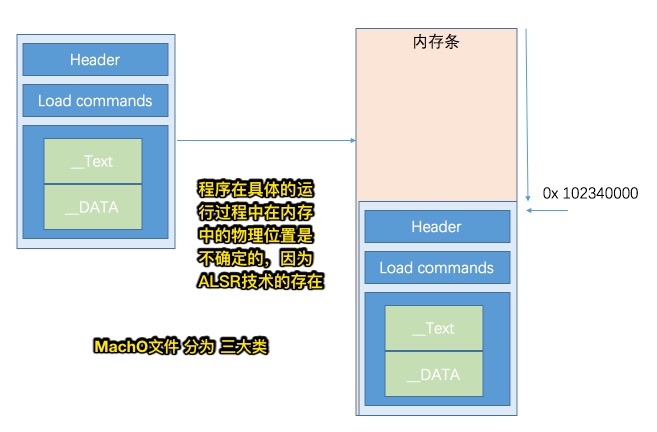 Header
Load commands
__Text
__DATA
程序在具体的运
行过程中在内存
中的物理位置是
不确定的，因为
ALSR技术的存在
MachO文件 分为 三大类
内存条
0x 102340000
Header
Load commands
__Text
__DATA